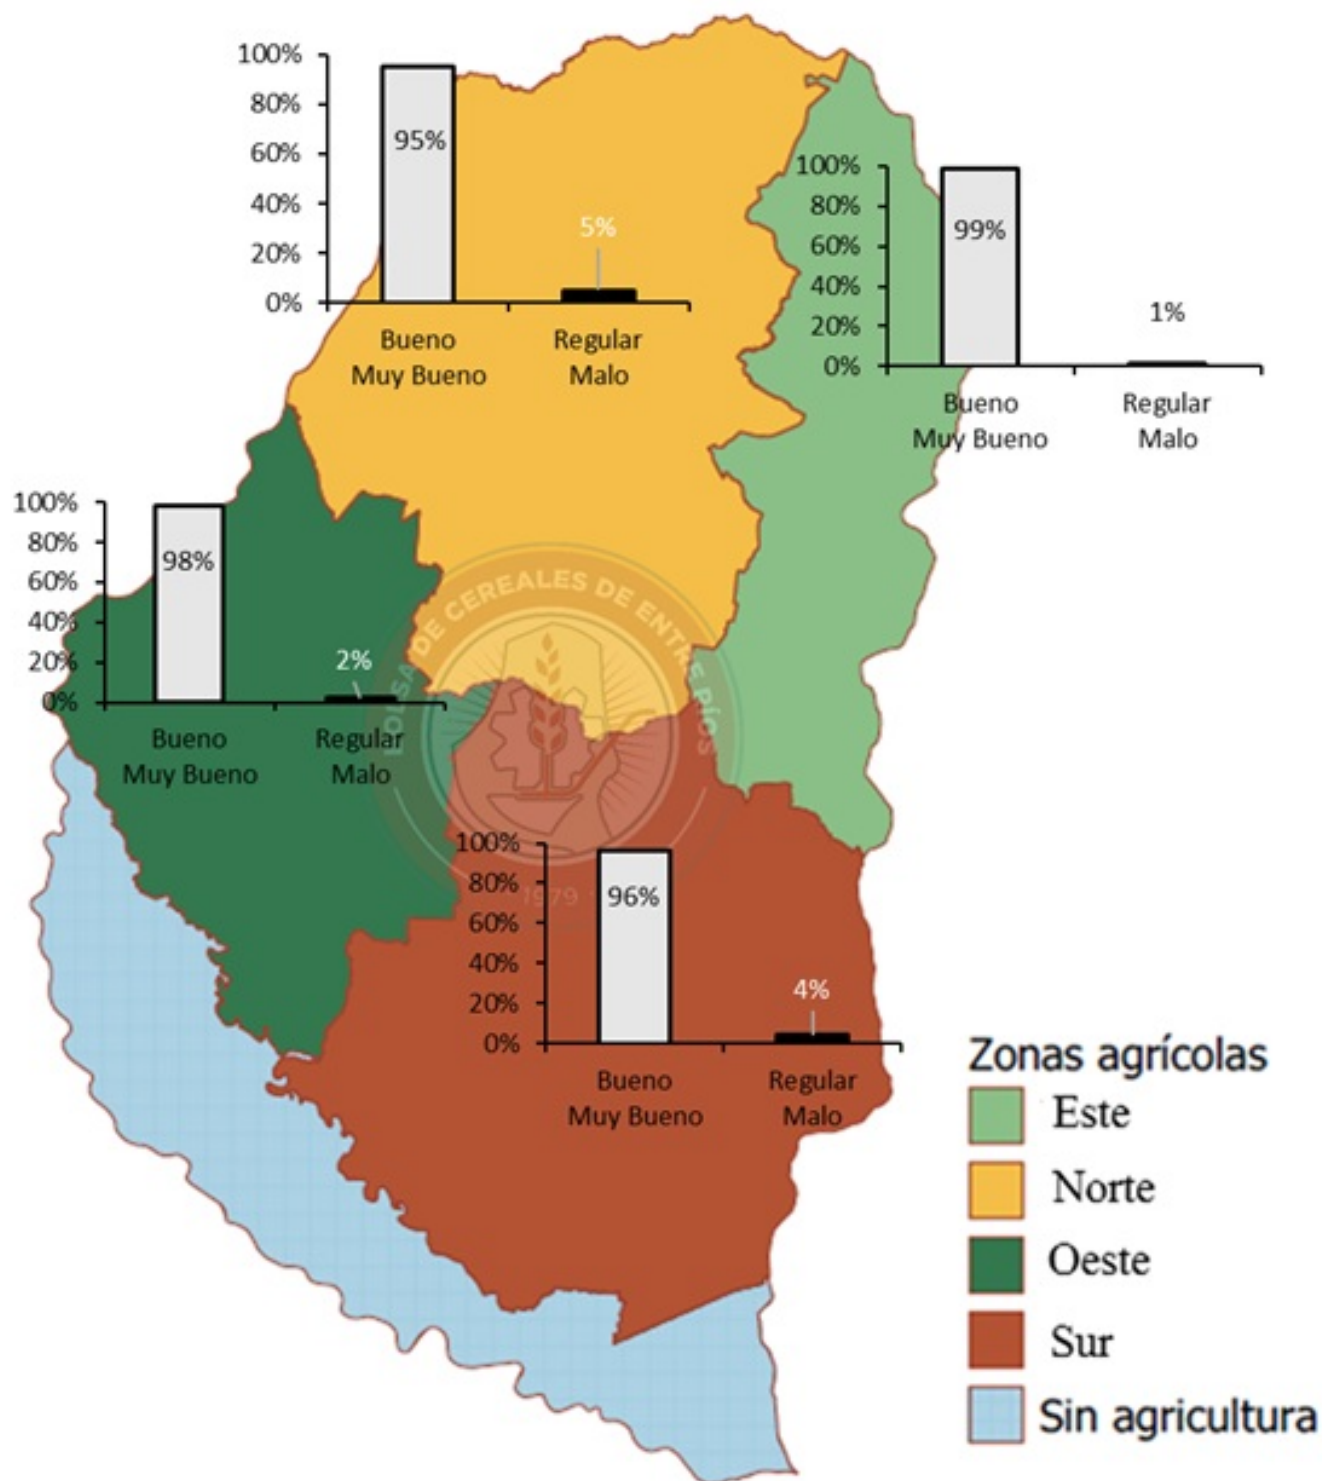 100%
80%
60%
40%
20%
0%
95%
5%
Bueno
Muy Bueno
Regular
Malo
100%
80%
60%
40%
20%
0%
99%
1%
Bueno
Muy Bueno
Regular
Malo
100%
80%
60%
40%
20%
0%
98%
2%
Bueno
Muy Bueno
Regular
Malo
BOLSA DE CEREALES DE ENTRE RÍOS
1979
100%
80%
60%
40%
20%
0%
96%
4%
Bueno
Muy Bueno
Regular
Malo
Zonas agrícolas
Este
Norte
Oeste
Sur
Sin agricultura